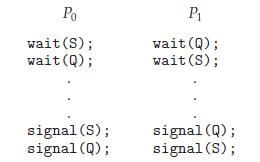 P0 P1
wait(S); wait(Q);
wait(Q); wait(S);
. .
. .
. .
signal(S); signal(Q);
signal(Q); signal(S);